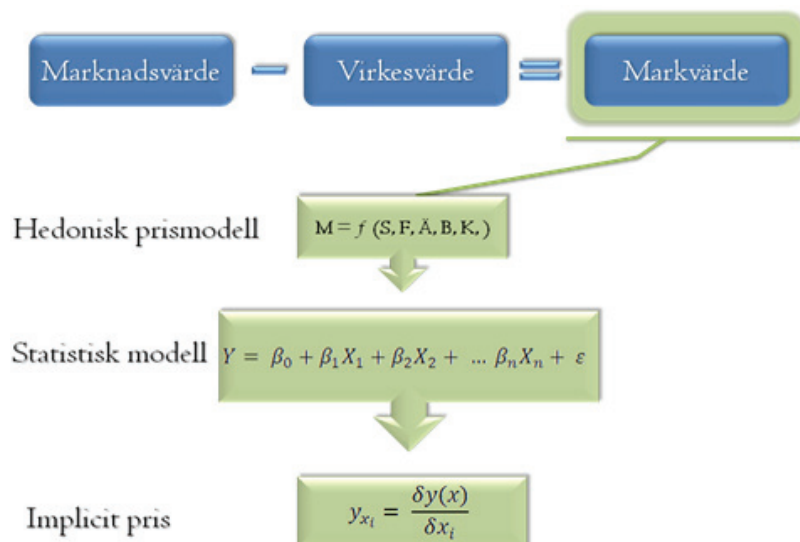 Marknadsvärde − Virkesvärde = Markvärde
Hedonisk prismodell M = f (S, F, Ä, B, K, )
Statistisk modell Y = β₀ + β₁X₁ + β₂X₂ + … βₙXₙ + ε
Implicit pris yₓᵢ = δy(x) / δxᵢ